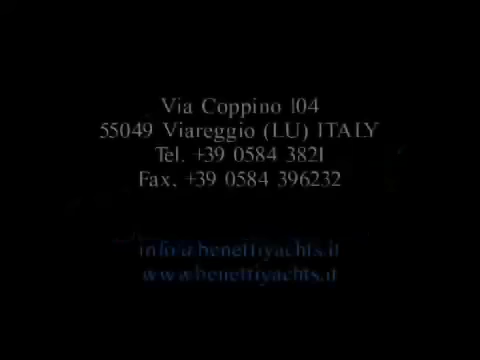 Via Coppino 104
55049 Viareggio (LU) ITALY
Tel. +39 0584 3821
Fax. +39 0584 396232
info@benettiyachts.it
www.benettiyachts.it